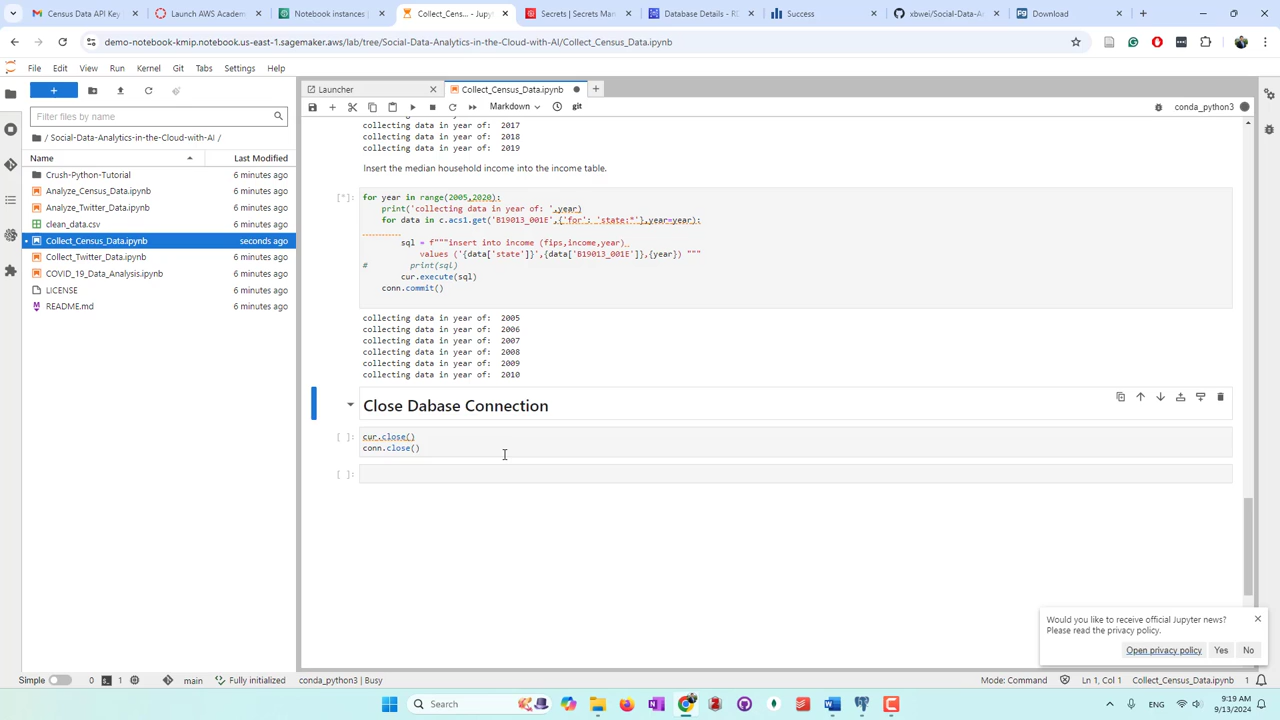 Census Data API Key
Launch AWS Academ
Notebook instances |
Collect_Census_Data... - Jupyt
Secrets | Secrets Man
Database Details - RD
Success
xbwei/Social-Data-A
Download
demo-notebook-kmip.notebook.us-east-1.sagemaker.aws/lab/tree/Social-Data-Analytics-in-the-Cloud-with-AI/Collect_Census_Data.ipynb
File Edit View Run Kernel Git Tabs Settings Help
Launcher
Collect_Census_Data.ipynb
Markdown
git
conda_python3
Filter files by name
/ Social-Data-Analytics-in-the-Cloud-with-AI /
Name Last Modified
Crush-Python-Tutorial 6 minutes ago
Analyze_Census_Data.ipynb 6 minutes ago
Analyze_Twitter_Data.ipynb 6 minutes ago
clean_data.csv 6 minutes ago
Collect_Census_Data.ipynb seconds ago
Collect_Twitter_Data.ipynb 6 minutes ago
COVID_19_Data_Analysis.ipynb 6 minutes ago
LICENSE 6 minutes ago
README.md 6 minutes ago
collecting data in year of: 2017
collecting data in year of: 2018
collecting data in year of: 2019
Insert the median household income into the income table.
[*]:
for year in range(2005,2020):
print('collecting data in year of: ',year)
for data in c.acs1.get('B19013_001E',{'for': 'state:*'},year=year):
sql = f"""insert into income (fips,income,year)
values ('{data['state']}',{data['B19013_001E']},{year}) """
# print(sql)
cur.execute(sql)
conn.commit()
collecting data in year of: 2005
collecting data in year of: 2006
collecting data in year of: 2007
collecting data in year of: 2008
collecting data in year of: 2009
collecting data in year of: 2010
Close Dabase Connection
[ ]:
cur.close()
conn.close()
[ ]:
Would you like to receive official Jupyter news?
Please read the privacy policy.
Open privacy policy Yes No
Simple 0 1 main Fully initialized conda_python3 | Busy
Mode: Command Ln 1, Col 1 Collect_Census_Data.ipynb 1
Search
ENG
9:19 AM
9/13/2024